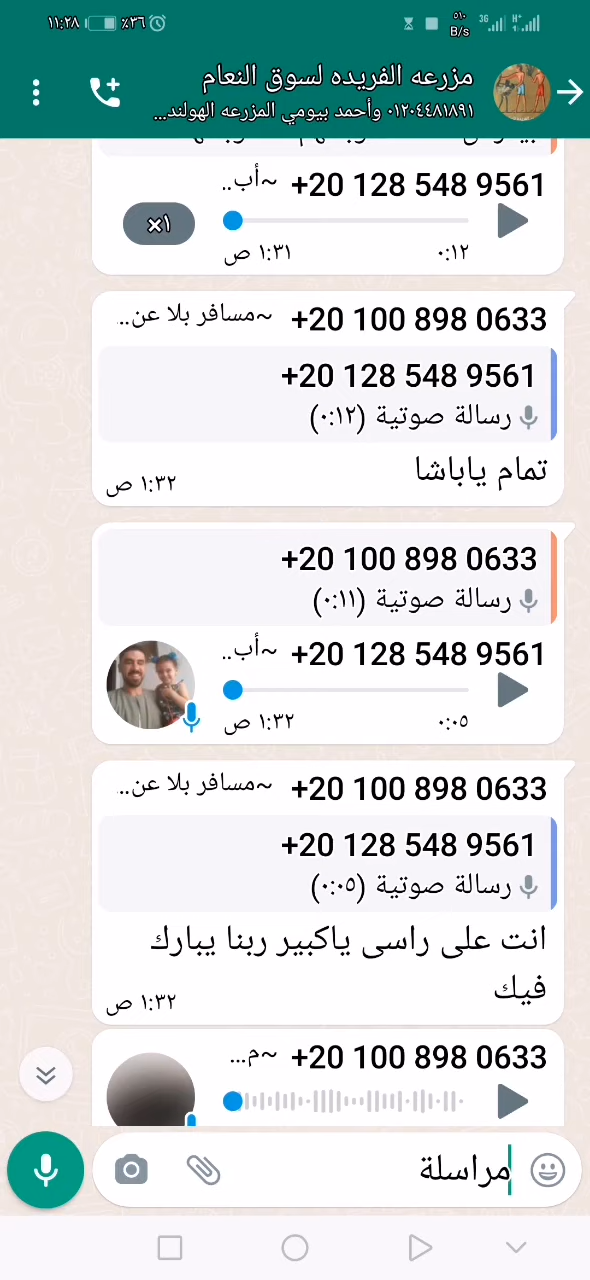 ١١:٢٨ ٪٣٦ ٥١٠ B/s 3G H+
مزرعه الفريده لسوق النعام
٠١٢٠٤٤٨١٨٩١ وأحمد بيومي المزرعه الهولند...
+20 128 548 9561 ~أب..
×١
٠:١٢ ١:٣١ ص
+20 100 898 0633 ~مسافر بلا عن..
+20 128 548 9561
رسالة صوتية (٠:١٢)
تمام ياباشا
١:٣٢ ص
+20 100 898 0633
رسالة صوتية (٠:١١)
+20 128 548 9561 ~أب..
٠:٠٥ ١:٣٢ ص
+20 100 898 0633 ~مسافر بلا عن..
+20 128 548 9561
رسالة صوتية (٠:٠٥)
انت على راسى ياكبير ربنا يبارك
فيك
١:٣٢ ص
+20 100 898 0633 ~م...
مراسلة